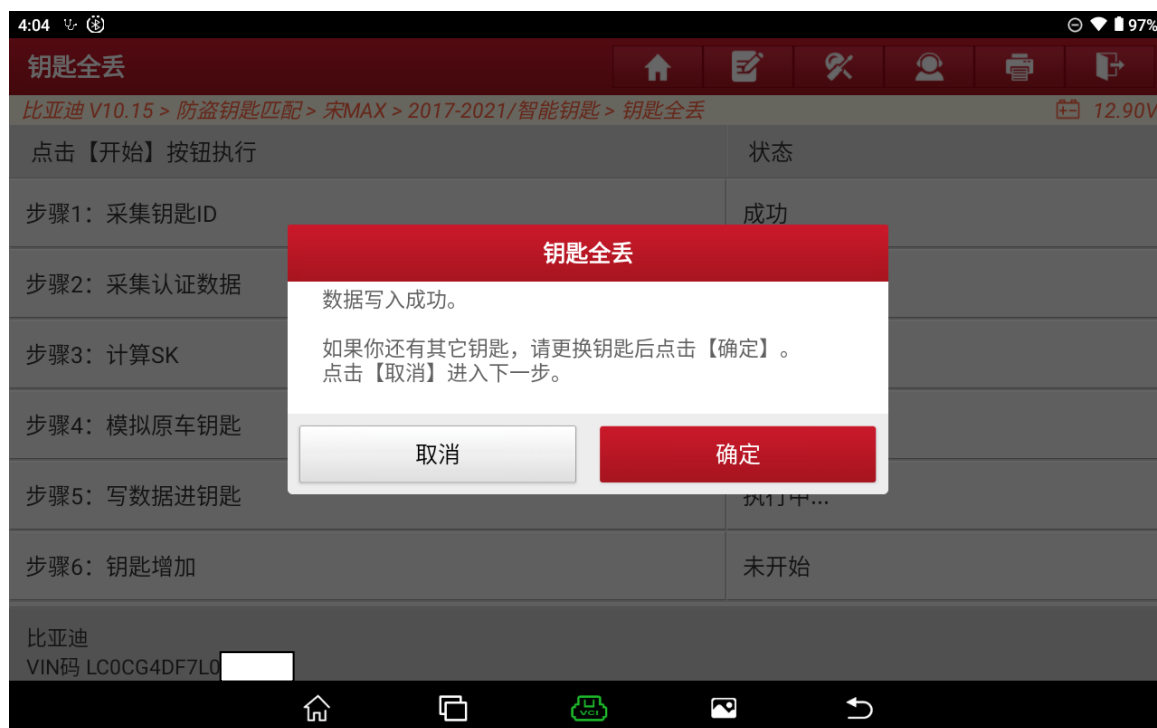 4:04
97%
钥匙全丢
比亚迪 V10.15 > 防盗钥匙匹配 > 宋MAX > 2017-2021/智能钥匙 > 钥匙全丢
12.90V
点击【开始】按钮执行
状态
步骤1：采集钥匙ID
成功
钥匙全丢
步骤2：采集认证数据
数据写入成功。
步骤3：计算SK
如果你还有其它钥匙，请更换钥匙后点击【确定】。
点击【取消】进入下一步。
步骤4：模拟原车钥匙
取消
确定
步骤5：写数据进钥匙
执行中...
步骤6：钥匙增加
未开始
比亚迪
VIN码 LC0CG4DF7L0
VCI